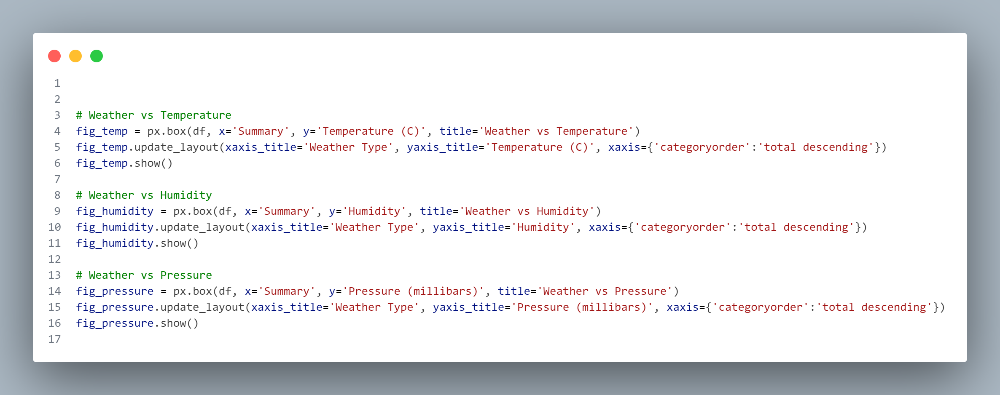 1
2
3 # Weather vs Temperature
4 fig_temp = px.box(df, x='Summary', y='Temperature (C)', title='Weather vs Temperature')
5 fig_temp.update_layout(xaxis_title='Weather Type', yaxis_title='Temperature (C)', xaxis={'categoryorder':'total descending'})
6 fig_temp.show()
7
8 # Weather vs Humidity
9 fig_humidity = px.box(df, x='Summary', y='Humidity', title='Weather vs Humidity')
10 fig_humidity.update_layout(xaxis_title='Weather Type', yaxis_title='Humidity', xaxis={'categoryorder':'total descending'})
11 fig_humidity.show()
12
13 # Weather vs Pressure
14 fig_pressure = px.box(df, x='Summary', y='Pressure (millibars)', title='Weather vs Pressure')
15 fig_pressure.update_layout(xaxis_title='Weather Type', yaxis_title='Pressure (millibars)', xaxis={'categoryorder':'total descending'})
16 fig_pressure.show()
17